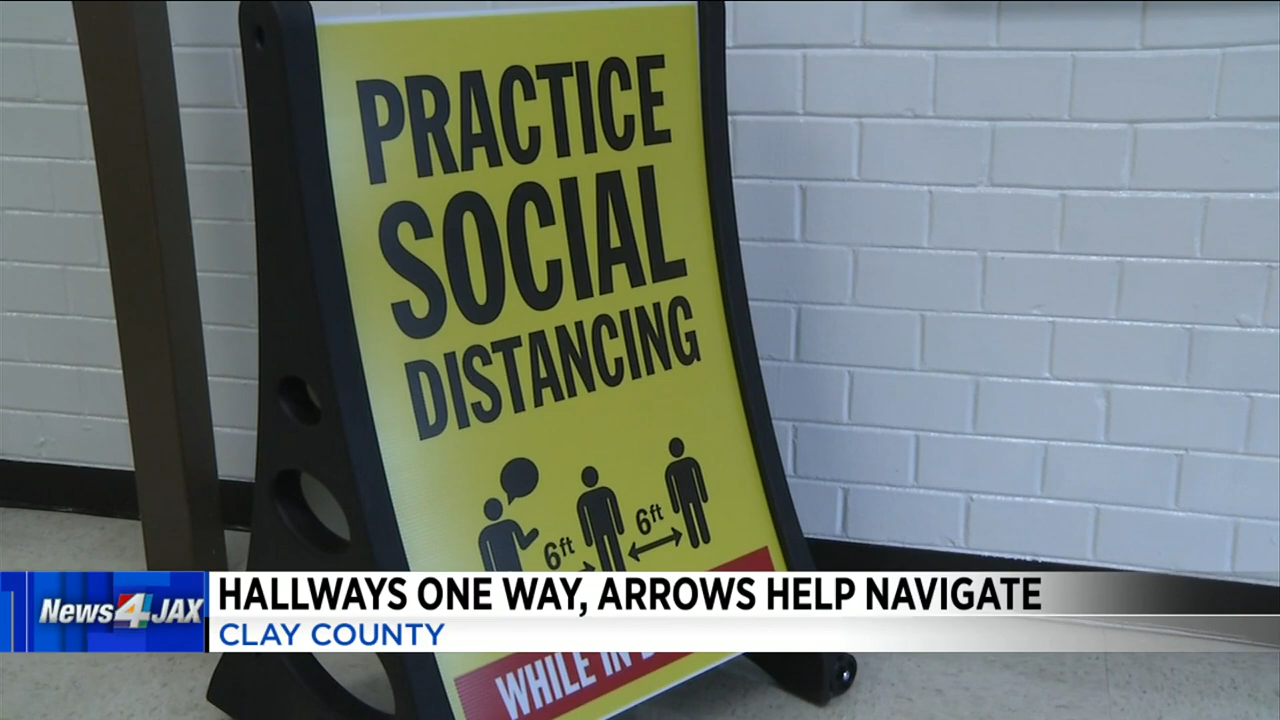 PRACTICE
SOCIAL
DISTANCING
6ft
6ft
WHILE IN
News4JAX
HALLWAYS ONE WAY, ARROWS HELP NAVIGATE
CLAY COUNTY